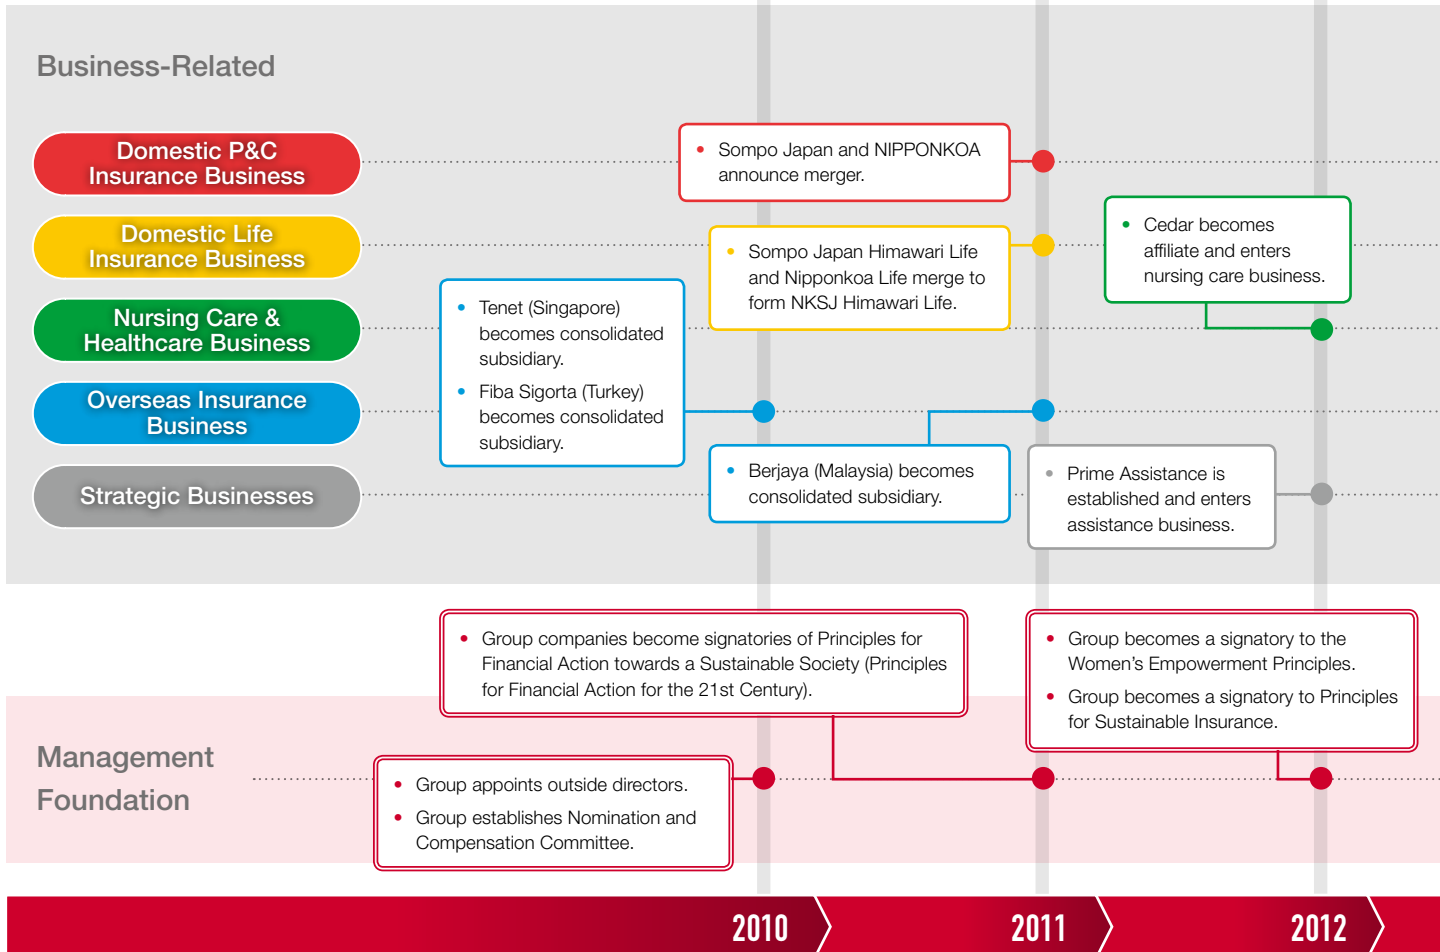 Business-Related
Domestic P&C
Insurance Business
• Sompo Japan and NIPPONKOA
announce merger.
Domestic Life
Insurance Business
• Sompo Japan Himawari Life
and Nipponkoa Life merge to
form NKSJ Himawari Life.
• Cedar becomes
affiliate and enters
nursing care business.
Nursing Care &
Healthcare Business
• Tenet (Singapore)
becomes consolidated
subsidiary.
• Fiba Sigorta (Turkey)
becomes consolidated
subsidiary.
Overseas Insurance
Business
• Berjaya (Malaysia) becomes
consolidated subsidiary.
Strategic Businesses
• Prime Assistance is
established and enters
assistance business.
• Group companies become signatories of Principles for
Financial Action towards a Sustainable Society (Principles
for Financial Action for the 21st Century).
• Group becomes a signatory to the
Women’s Empowerment Principles.
• Group becomes a signatory to Principles
for Sustainable Insurance.
Management
Foundation
• Group appoints outside directors.
• Group establishes Nomination and
Compensation Committee.
2010
2011
2012